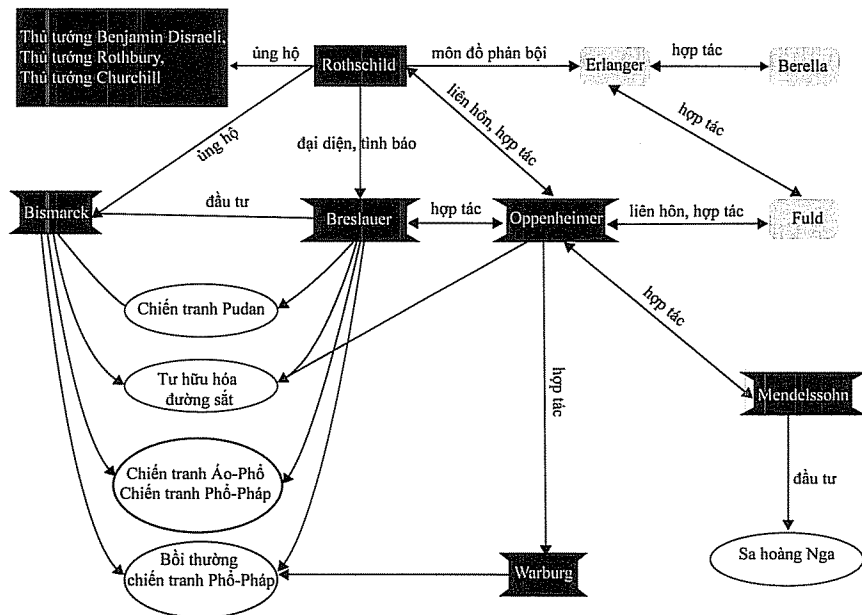 Thủ tướng Benjamin Disraeli,
Thủ tướng Rothbury,
Thủ tướng Churchill
ủng hộ
Rothschild
môn đồ phản bội
Erlanger
hợp tác
Berella
ủng hộ
đại diện, tình báo
liên hôn, hợp tác
hợp tác
Bismarck
đầu tư
Breslauer
hợp tác
Oppenheimer
liên hôn, hợp tác
Fuld
Chiến tranh Pudan
hợp tác
Tư hữu hóa
đường sắt
hợp tác
Mendelssohn
Chiến tranh Áo-Phổ
Chiến tranh Phổ-Pháp
đầu tư
Bồi thường
chiến tranh Phổ-Pháp
Warburg
Sa hoàng Nga